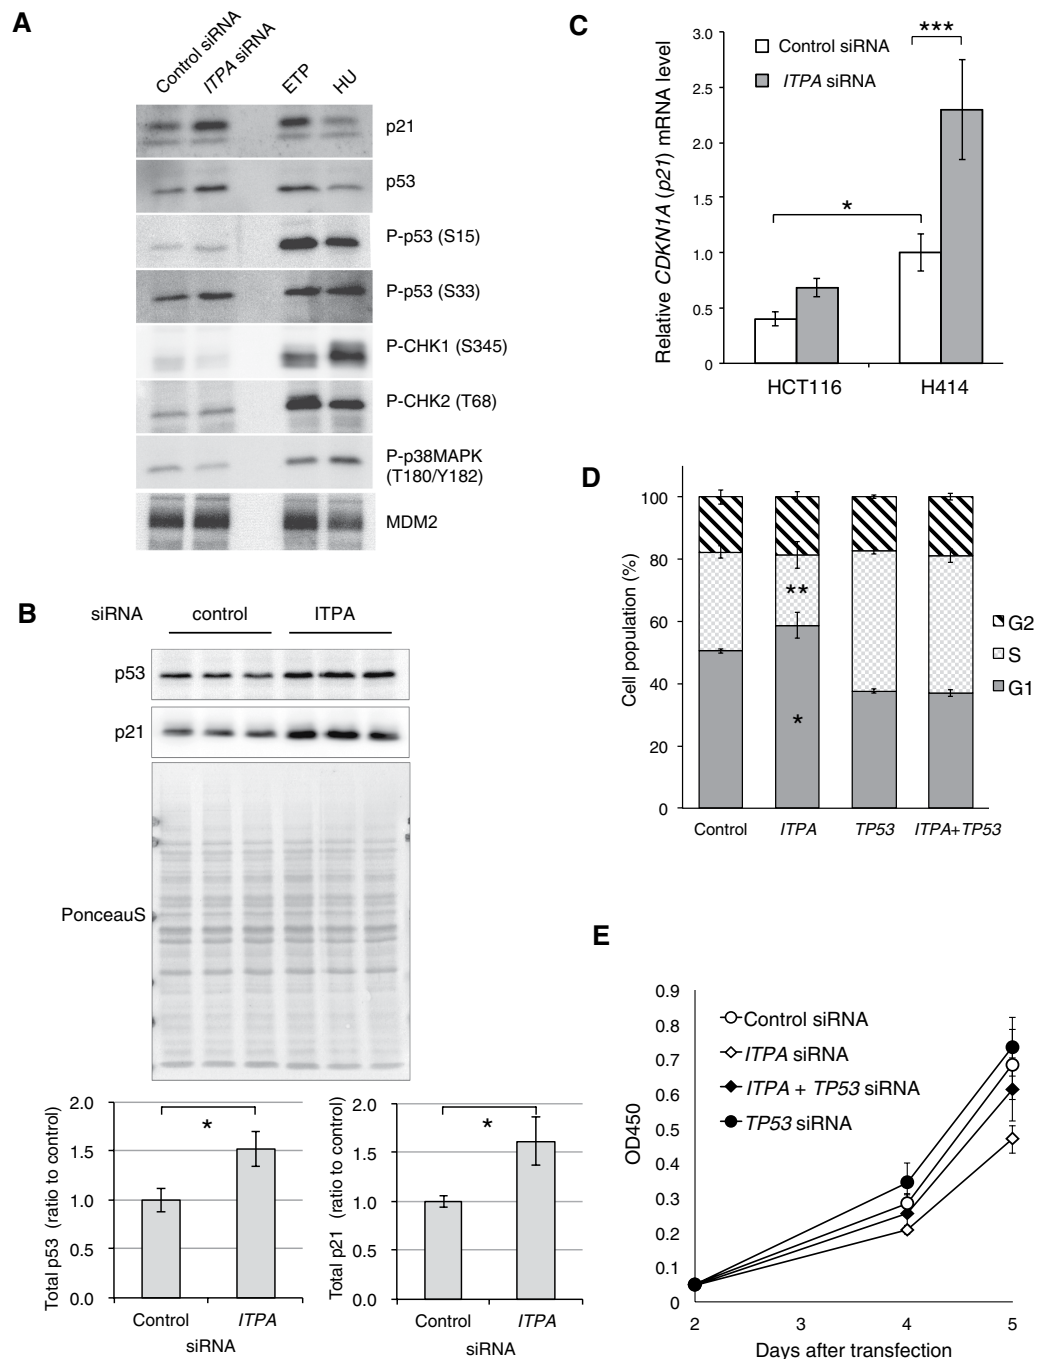 A
Control siRNA
ITPA siRNA
ETP
HU
p21
p53
P-p53 (S15)
P-p53 (S33)
P-CHK1 (S345)
P-CHK2 (T68)
P-p38MAPK
(T180/Y182)
MDM2
B
siRNA
control
ITPA
p53
p21
PonceauS
2.0
1.5
1.0
0.5
0.0
Total p53 (ratio to control)
*
Control
ITPA
siRNA
2.0
1.5
1.0
0.5
0.0
Total p21 (ratio to control)
*
Control
ITPA
siRNA
C
3.0
2.5
2.0
1.5
1.0
0.5
0
Relative CDKN1A (p21) mRNA level
Control siRNA
ITPA siRNA
***
*
HCT116
H414
D
100
80
60
40
20
0
Cell population (%)
**
*
G2
S
G1
Control
ITPA
TP53
ITPA+TP53
E
0.9
0.8
0.7
0.6
0.5
0.4
0.3
0.2
0.1
0
OD450
Control siRNA
ITPA siRNA
ITPA + TP53 siRNA
TP53 siRNA
2
3
4
5
Days after transfection